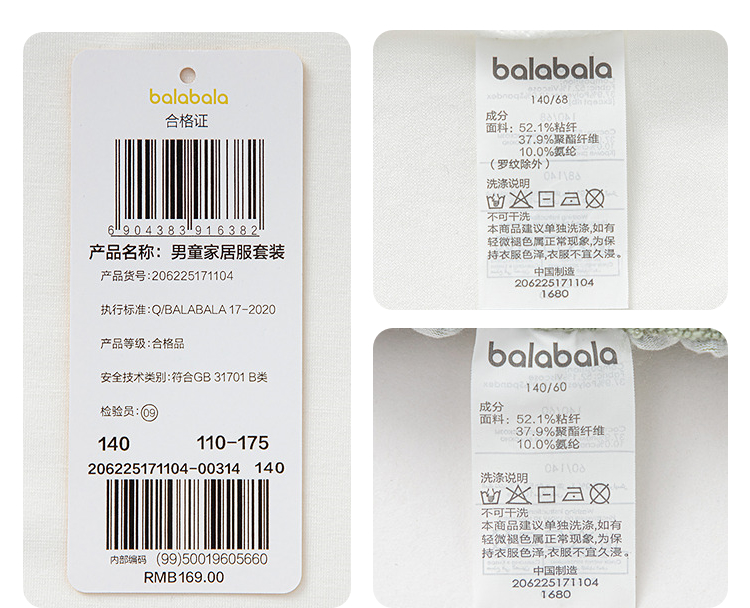 balabala
合格证
6904383916382
产品名称：男童家居服套装
产品货号:206225171104
执行标准:Q/BALABALA 17-2020
产品等级:合格品
安全技术类别:符合GB 31701 B类
检验员:09
140 110-175
206225171104-00314 140
内部编码 (99)50019605660
RMB169.00
balabala
140/68
成分
面料：52.1%粘纤
37.9%聚酯纤维
10.0%氨纶
（罗纹除外）
洗涤说明
不可干洗
本商品建议单独洗涤,如有
轻微褪色属正常现象,为保
持衣服色泽,衣服不宜久浸。
中国制造
206225171104
1680
balabala
140/60
成分
面料：52.1%粘纤
37.9%聚酯纤维
10.0%氨纶
洗涤说明
不可干洗
本商品建议单独洗涤,如有
轻微褪色属正常现象,为保
持衣服色泽,衣服不宜久浸。
中国制造
206225171104
1680